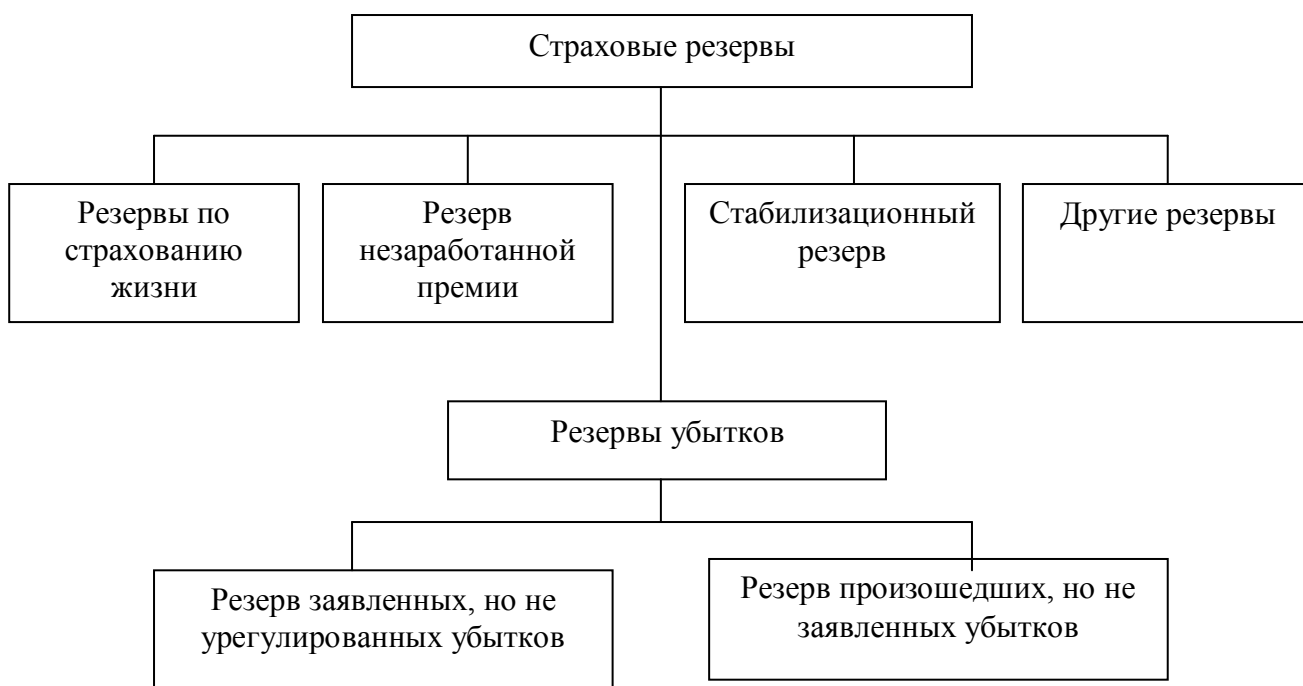 Страховые резервы
Резервы по
страхованию
жизни
Резерв
незаработанной
премии
Стабилизационный
резерв
Другие резервы
Резервы убытков
Резерв заявленных, но не
урегулированных убытков
Резерв произошедших, но не
заявленных убытков